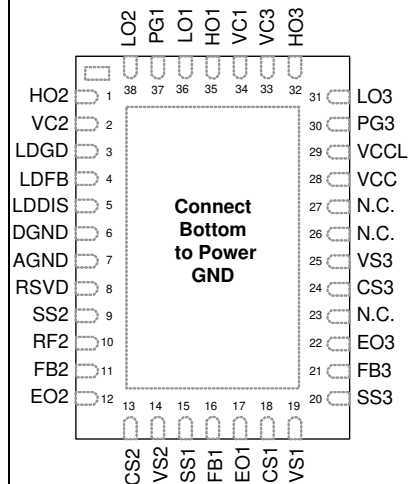 LO2 PG1 LO1 HO1 VC1 VC3 HO3
38 37 36 35 34 33 32
HO2 1
VC2 2
LDGD 3
LDFB 4
LDDIS 5
DGND 6
AGND 7
RSVD 8
SS2 9
RF2 10
FB2 11
EO2 12
Connect
Bottom
to Power
GND
31 LO3
30 PG3
29 VCCL
28 VCC
27 N.C.
26 N.C.
25 VS3
24 CS3
23 N.C.
22 EO3
21 FB3
20 SS3
13 14 15 16 17 18 19
CS2 VS2 SS1 FB1 EO1 CS1 VS1